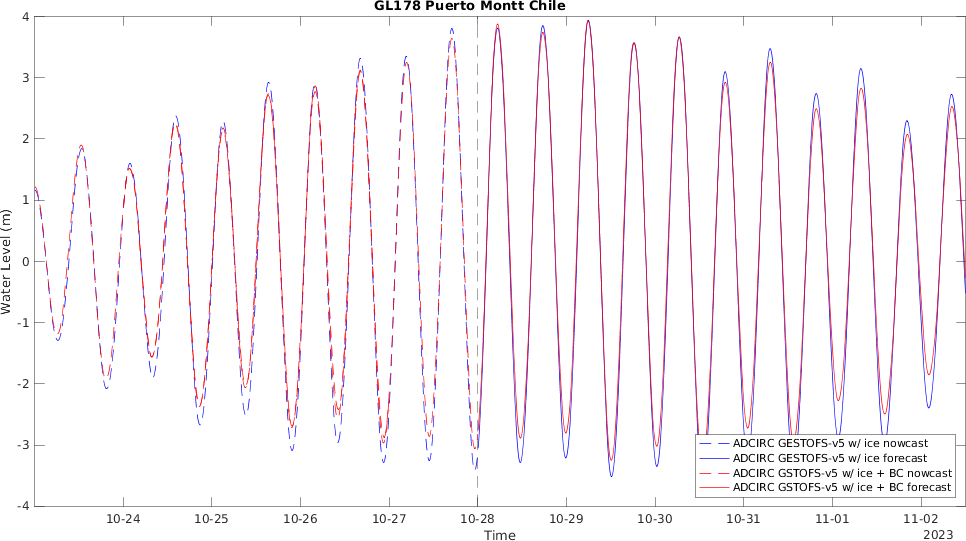 GL178 Puerto Montt Chile
4
3
2
1
0
-1
-2
-3
-4
Water Level (m)
ADCIRC GESTOFS-v5 w/ ice nowcast
ADCIRC GESTOFS-v5 w/ ice forecast
ADCIRC GSTOFS-v5 w/ ice + BC nowcast
ADCIRC GSTOFS-v5 w/ ice + BC forecast
10-24 10-25 10-26 10-27 10-28 10-29 10-30 10-31 11-01 11-02
Time
2023